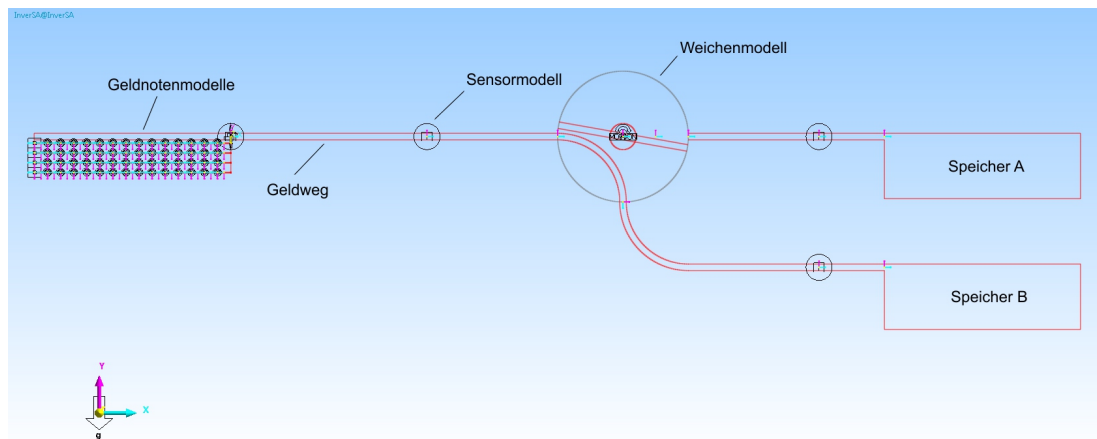 InverSA@InverSA
Weichenmodell
Sensormodell
Geldnotenmodelle
Geldweg
Speicher A
Speicher B
Y
X
g